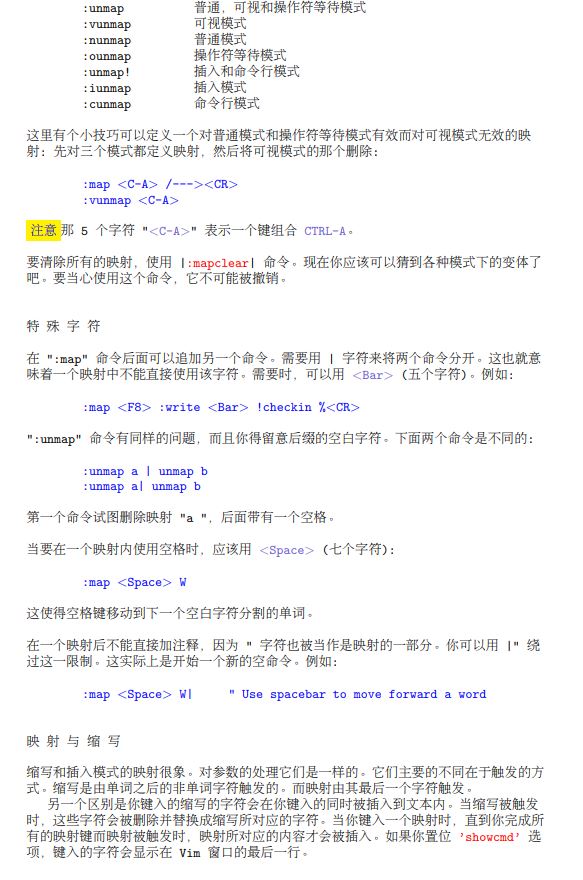 :unmap 普通，可视和操作符等待模式
:vunmap 可视模式
:nunmap 普通模式
:ounmap 操作符等待模式
:unmap! 插入和命令行模式
:iunmap 插入模式
:cunmap 命令行模式
这里有个小技巧可以定义一个对普通模式和操作符等待模式有效而对可视模式无效的映
射：先对三个模式都定义映射，然后将可视模式的那个删除：
:map <C-A> /---><CR>
:vunmap <C-A>
注意那 5 个字符 "<C-A>" 表示一个键组合 CTRL-A。
要清除所有的映射，使用 |:mapclear| 命令。现在你应该可以猜到各种模式下的变体了
吧。要当心使用这个命令，它不可能被撤销。
特 殊 字 符
在 ":map" 命令后面可以追加另一个命令。需要用 | 字符来将两个命令分开。这也就意
味着一个映射中不能直接使用该字符。需要时，可以用 <Bar> (五个字符)。例如：
:map <F8> :write <Bar> !checkin %<CR>
":unmap" 命令有同样的问题，而且你得留意后缀的空白字符。下面两个命令是不同的：
:unmap a | unmap b
:unmap a| unmap b
第一个命令试图删除映射 "a "，后面带有一个空格。
当要在一个映射内使用空格时，应该用 <Space> (七个字符)：
:map <Space> W
这使得空格键移动到下一个空白字符分割的单词。
在一个映射后不能直接加注释，因为 " 字符也被当作是映射的一部分。你可以用 |" 绕
过这一限制。这实际上是开始一个新的空命令。例如：
:map <Space> W| " Use spacebar to move forward a word
映 射 与 缩 写
缩写和插入模式的映射很象。对参数的处理它们是一样的。它们主要的不同在于触发的方
式。缩写是由单词之后的非单词字符触发的。而映射由其最后一个字符触发。
另一个区别是你键入的缩写的字符会在你键入的同时被插入到文本内。当缩写被触发
时，这些字符会被删除并替换成缩写所对应的字符。当你键入一个映射时，直到你完成所
有的映射键而映射被触发时，映射所对应的内容才会被插入。如果你置位 'showcmd' 选
项，键入的字符会显示在 Vim 窗口的最后一行。